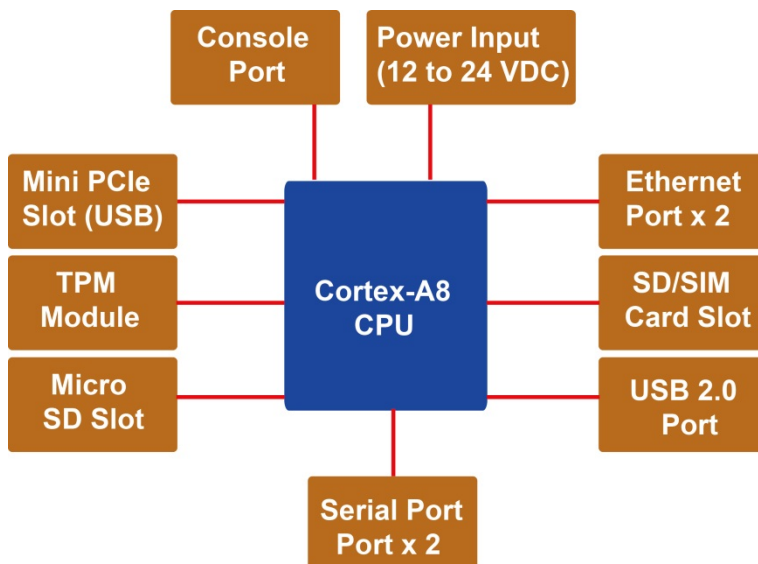 Console
Port
Power Input
(12 to 24 VDC)
Mini PCIe
Slot (USB)
Ethernet
Port x 2
TPM
Module
Cortex-A8
CPU
SD/SIM
Card Slot
Micro
SD Slot
USB 2.0
Port
Serial Port
Port x 2